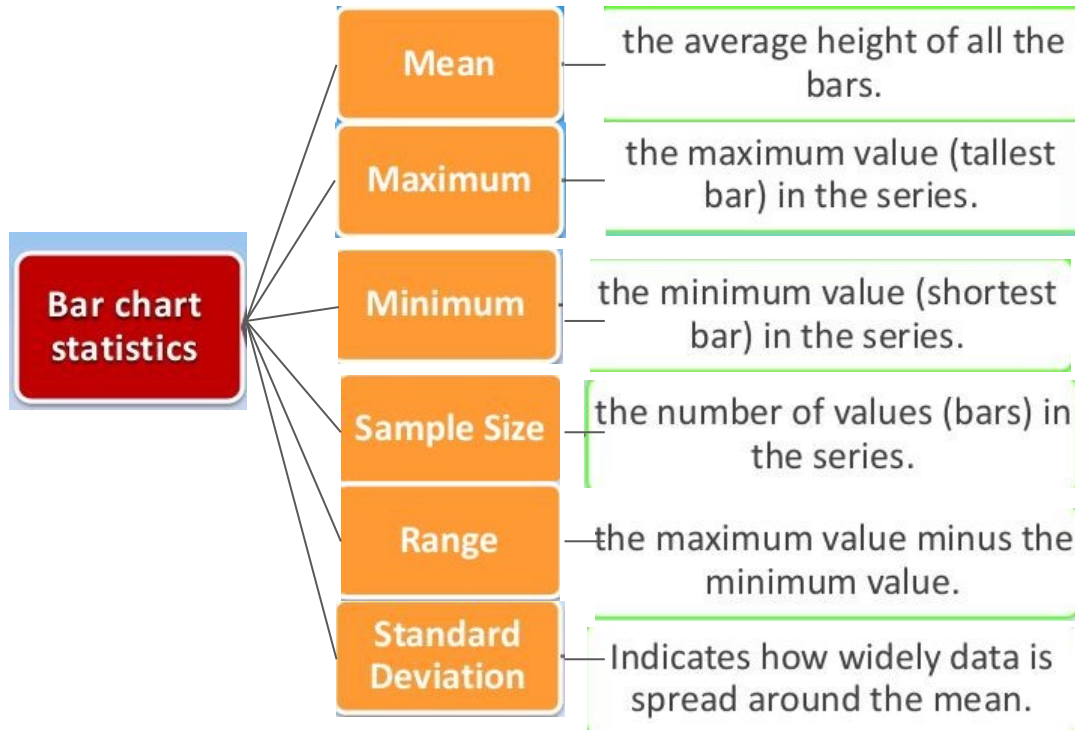 Bar chart
statistics
Mean
the average height of all the
bars.
Maximum
the maximum value (tallest
bar) in the series.
Minimum
the minimum value (shortest
bar) in the series.
Sample Size
the number of values (bars) in
the series.
Range
the maximum value minus the
minimum value.
Standard
Deviation
Indicates how widely data is
spread around the mean.